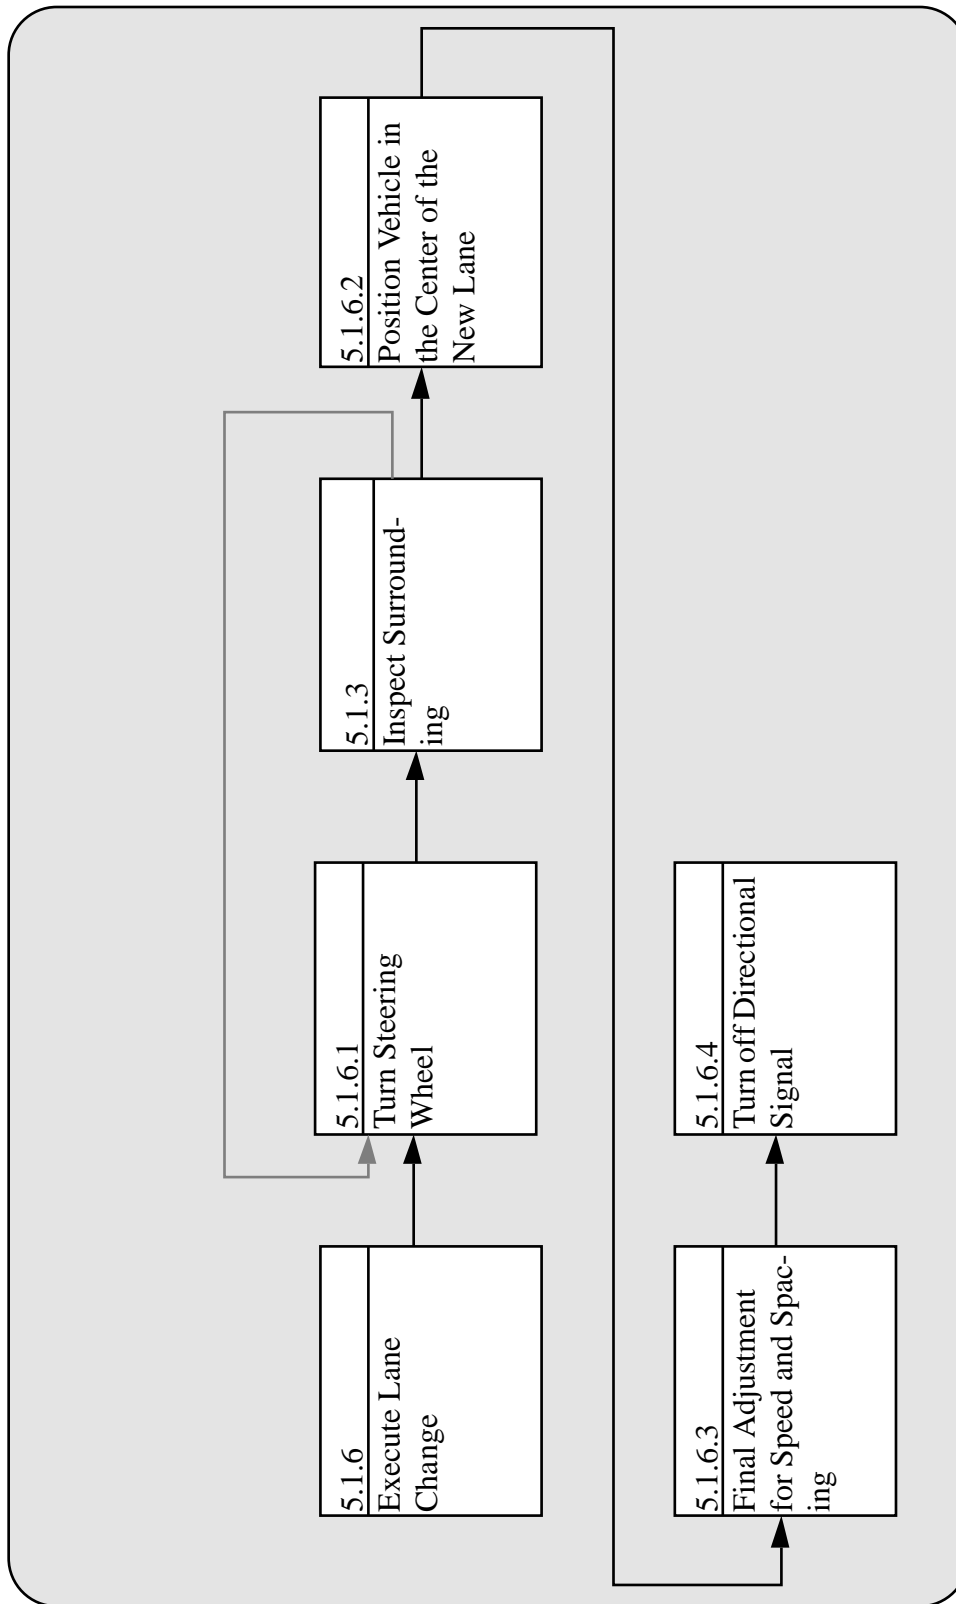 5.1.6
Execute Lane
Change
5.1.6.1
Turn Steering
Wheel
5.1.3
Inspect Surround-
ing
5.1.6.2
Position Vehicle in
the Center of the
New Lane
5.1.6.3
Final Adjustment
for Speed and Spac-
ing
5.1.6.4
Turn off Directional
Signal